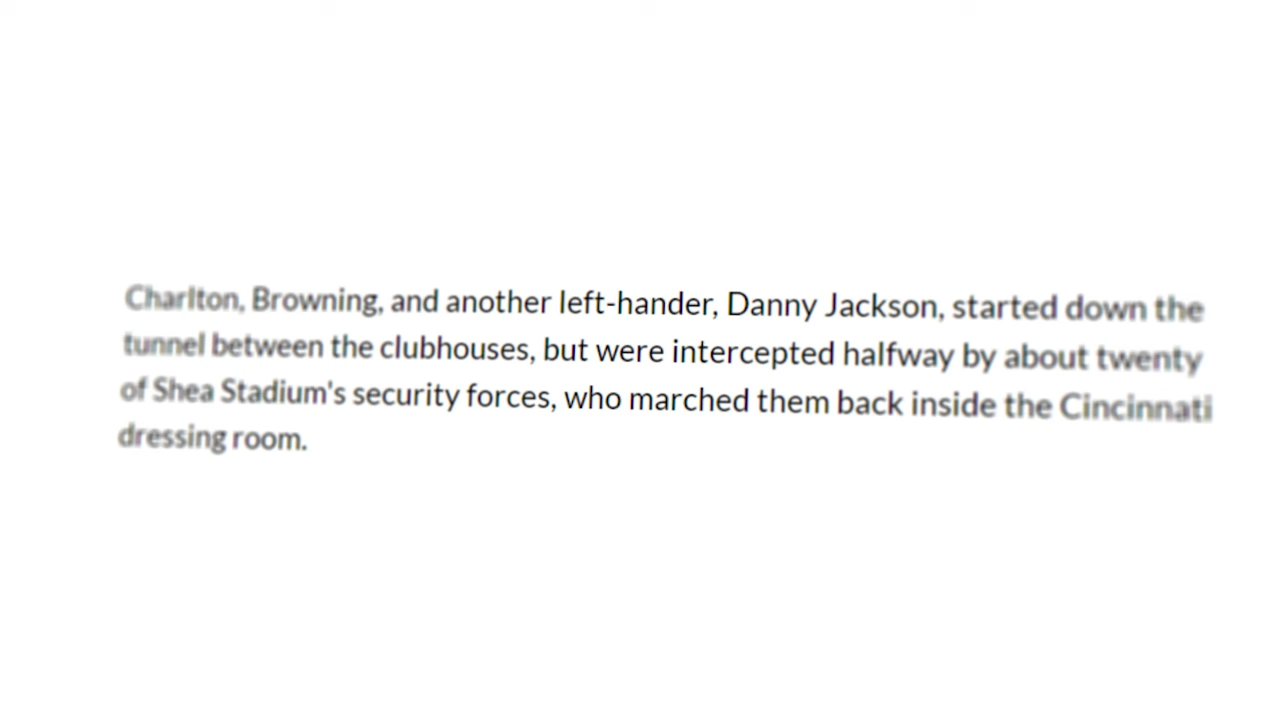 Charlton, Browning, and another left-hander, Danny Jackson, started down the
tunnel between the clubhouses, but were intercepted halfway by about twenty
of Shea Stadium's security forces, who marched them back inside the Cincinnati
dressing room.